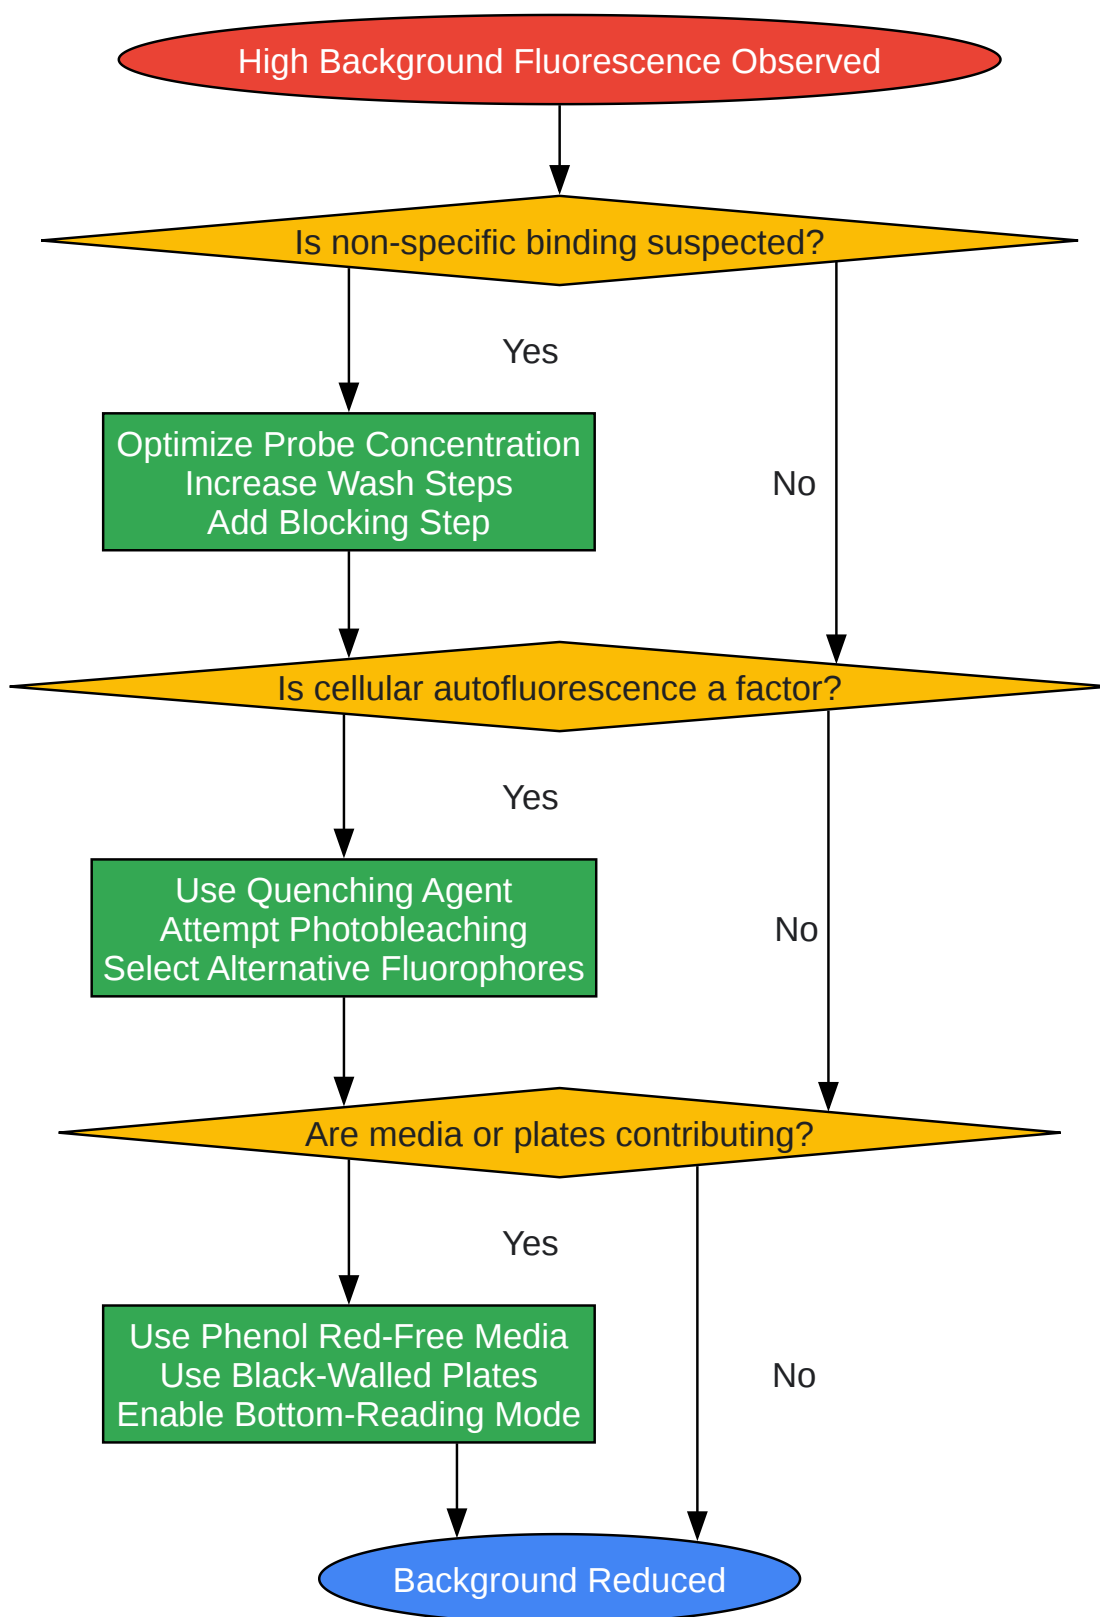 High Background Fluorescence Observed
Is non-specific binding suspected?
Yes
Optimize Probe Concentration
Increase Wash Steps
Add Blocking Step
No
Is cellular autofluorescence a factor?
Yes
Use Quenching Agent
Attempt Photobleaching
Select Alternative Fluorophores
No
Are media or plates contributing?
Yes
Use Phenol Red-Free Media
Use Black-Walled Plates
Enable Bottom-Reading Mode
No
Background Reduced